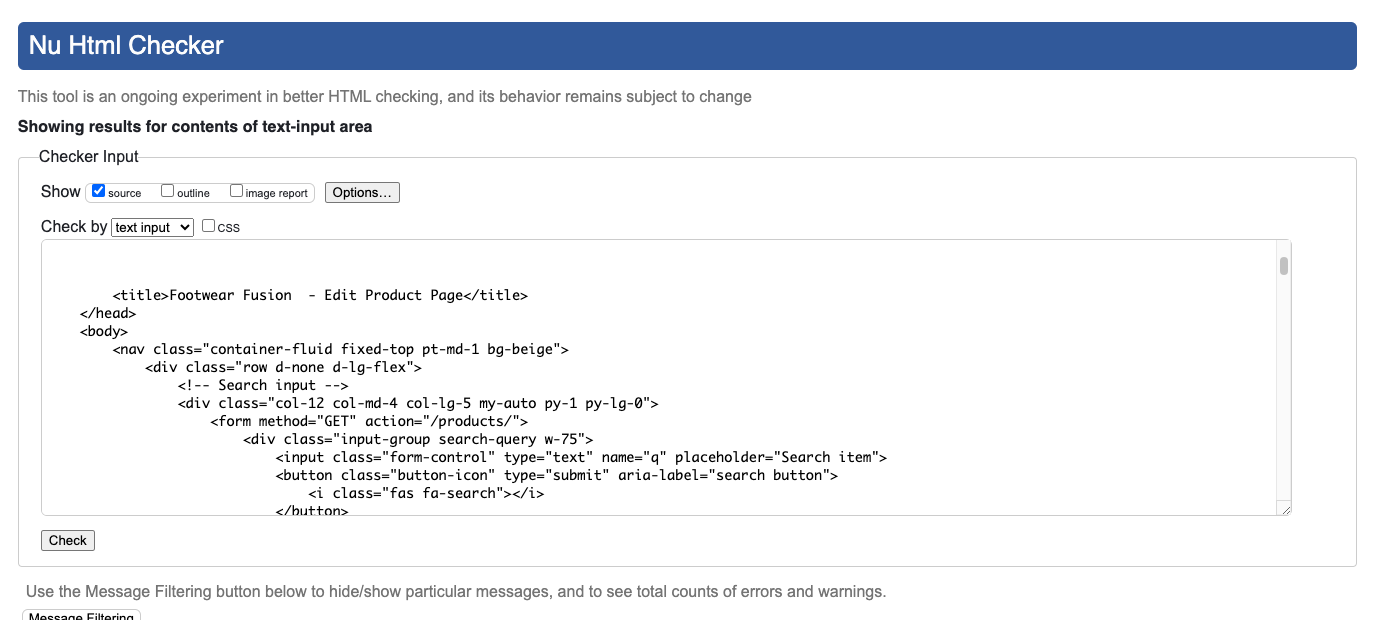 Nu Html Checker
This tool is an ongoing experiment in better HTML checking, and its behavior remains subject to change
Showing results for contents of text-input area
Checker Input
Show source outline image report Options...
Check by text input css
<title>Footwear Fusion  - Edit Product Page</title>
</head>
<body>
<nav class="container-fluid fixed-top pt-md-1 bg-beige">
<div class="row d-none d-lg-flex">
<!-- Search input -->
<div class="col-12 col-md-4 col-lg-5 my-auto py-1 py-lg-0">
<form method="GET" action="/products/">
<div class="input-group search-query w-75">
<input class="form-control" type="text" name="q" placeholder="Search item">
<button class="button-icon" type="submit" aria-label="search button">
<i class="fas fa-search"></i>
</button>
Check
Use the Message Filtering button below to hide/show particular messages, and to see total counts of errors and warnings.
Message Filtering